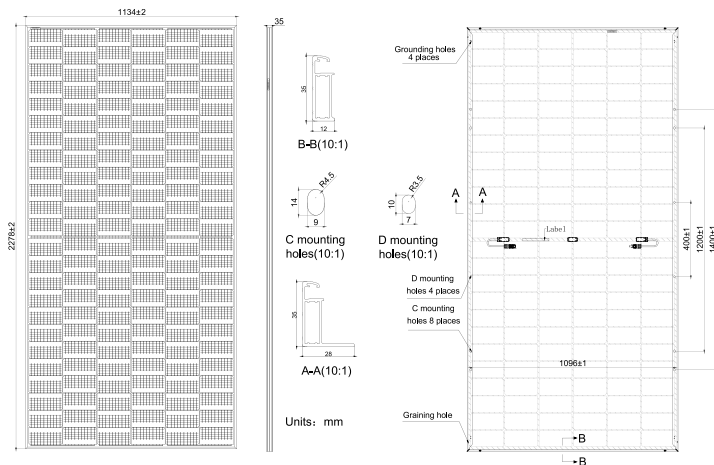 1134±2
2278±2
35
35
12
B-B(10:1)
R4.5
14
9
C mounting
holes(10:1)
R3.5
10
7
D mounting
holes(10:1)
35
28
A-A(10:1)
Units: mm
Grounding holes
4 places
A
A
Label
D mounting
holes 4 places
C mounting
holes 8 places
1096±1
Graining hole
B
B
400±1
1200±1
1400±1